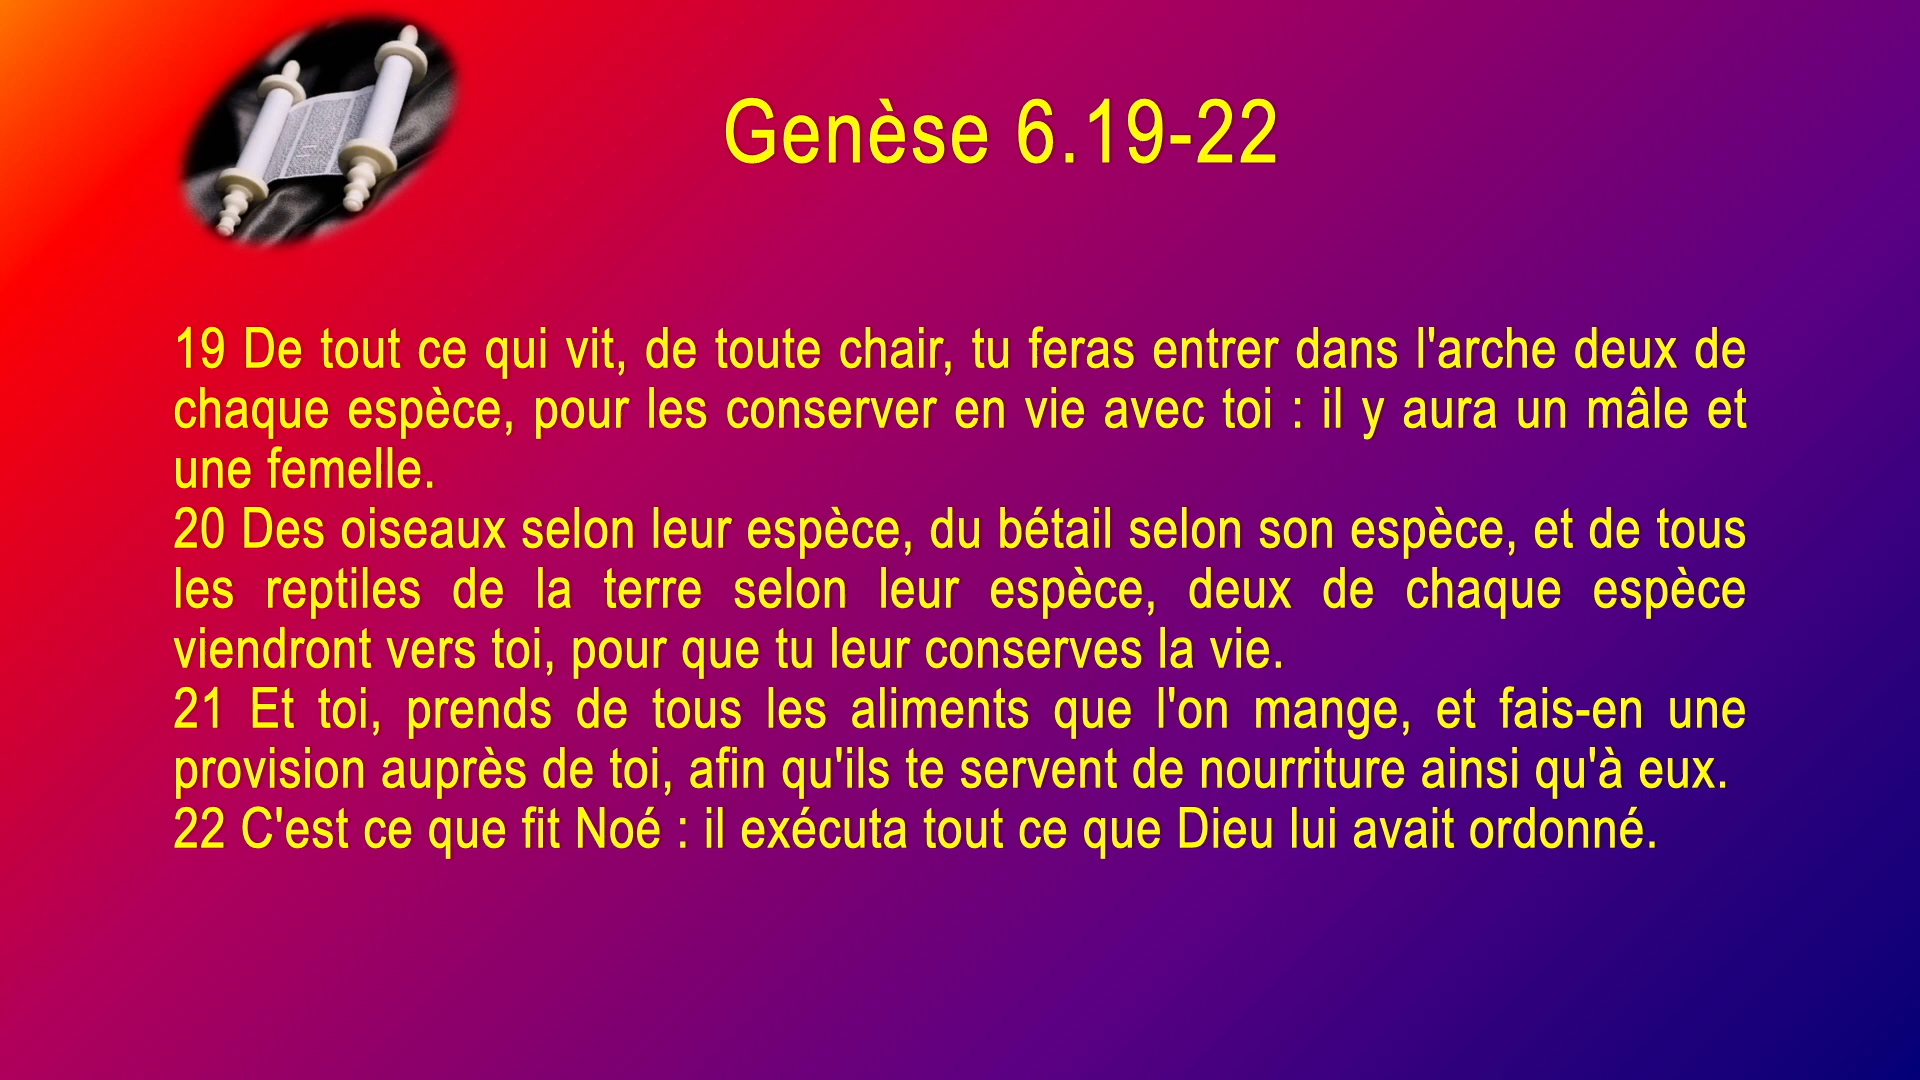 Genèse 6.19-22
19 De tout ce qui vit, de toute chair, tu feras entrer dans l'arche deux de
chaque espèce, pour les conserver en vie avec toi : il y aura un mâle et
une femelle.
20 Des oiseaux selon leur espèce, du bétail selon son espèce, et de tous
les reptiles de la terre selon leur espèce, deux de chaque espèce
viendront vers toi, pour que tu leur conserves la vie.
21 Et toi, prends de tous les aliments que l'on mange, et fais-en une
provision auprès de toi, afin qu'ils te servent de nourriture ainsi qu'à eux.
22 C'est ce que fit Noé : il exécuta tout ce que Dieu lui avait ordonné.